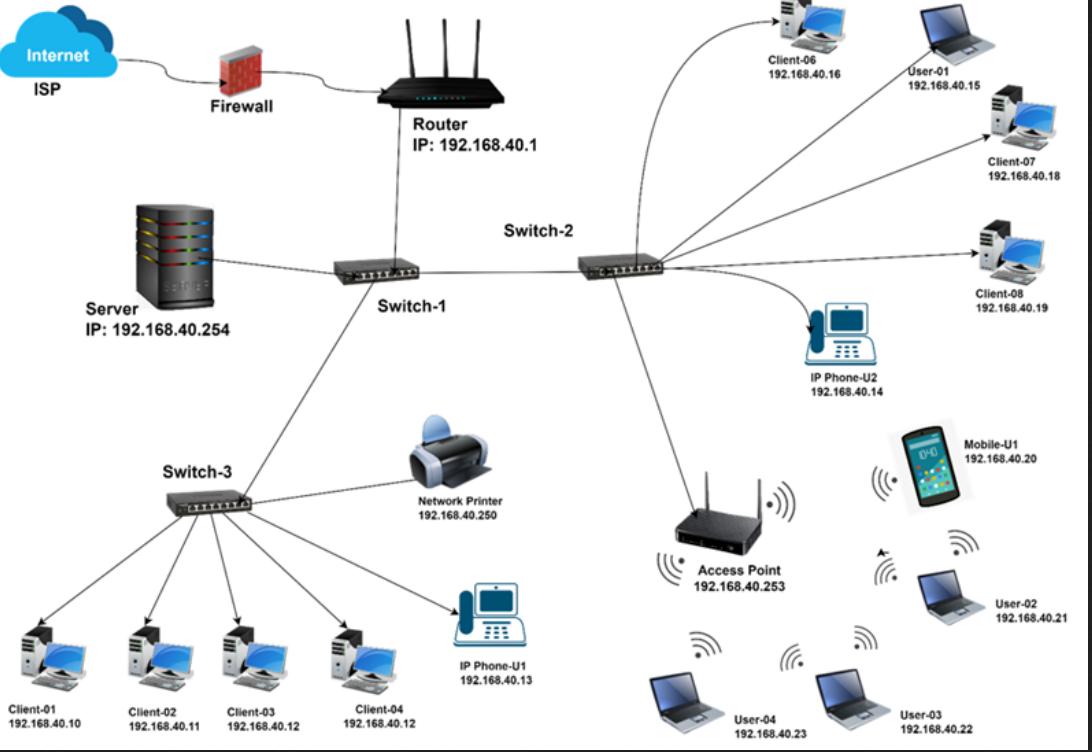 Internet
ISP
Firewall
Router
IP: 192.168.40.1
Client-06
192.168.40.16
User-01
192.168.40.15
Client-07
192.168.40.18
Client-08
192.168.40.19
Switch-2
Switch-1
Server
IP: 192.168.40.254
IP Phone-U2
192.168.40.14
Switch-3
Network Printer
192.168.40.250
Mobile-U1
192.168.40.20
Access Point
192.168.40.253
User-02
192.168.40.21
IP Phone-U1
192.168.40.13
Client-01
192.168.40.10
Client-02
192.168.40.11
Client-03
192.168.40.12
Client-04
192.168.40.12
User-04
192.168.40.23
User-03
192.168.40.22